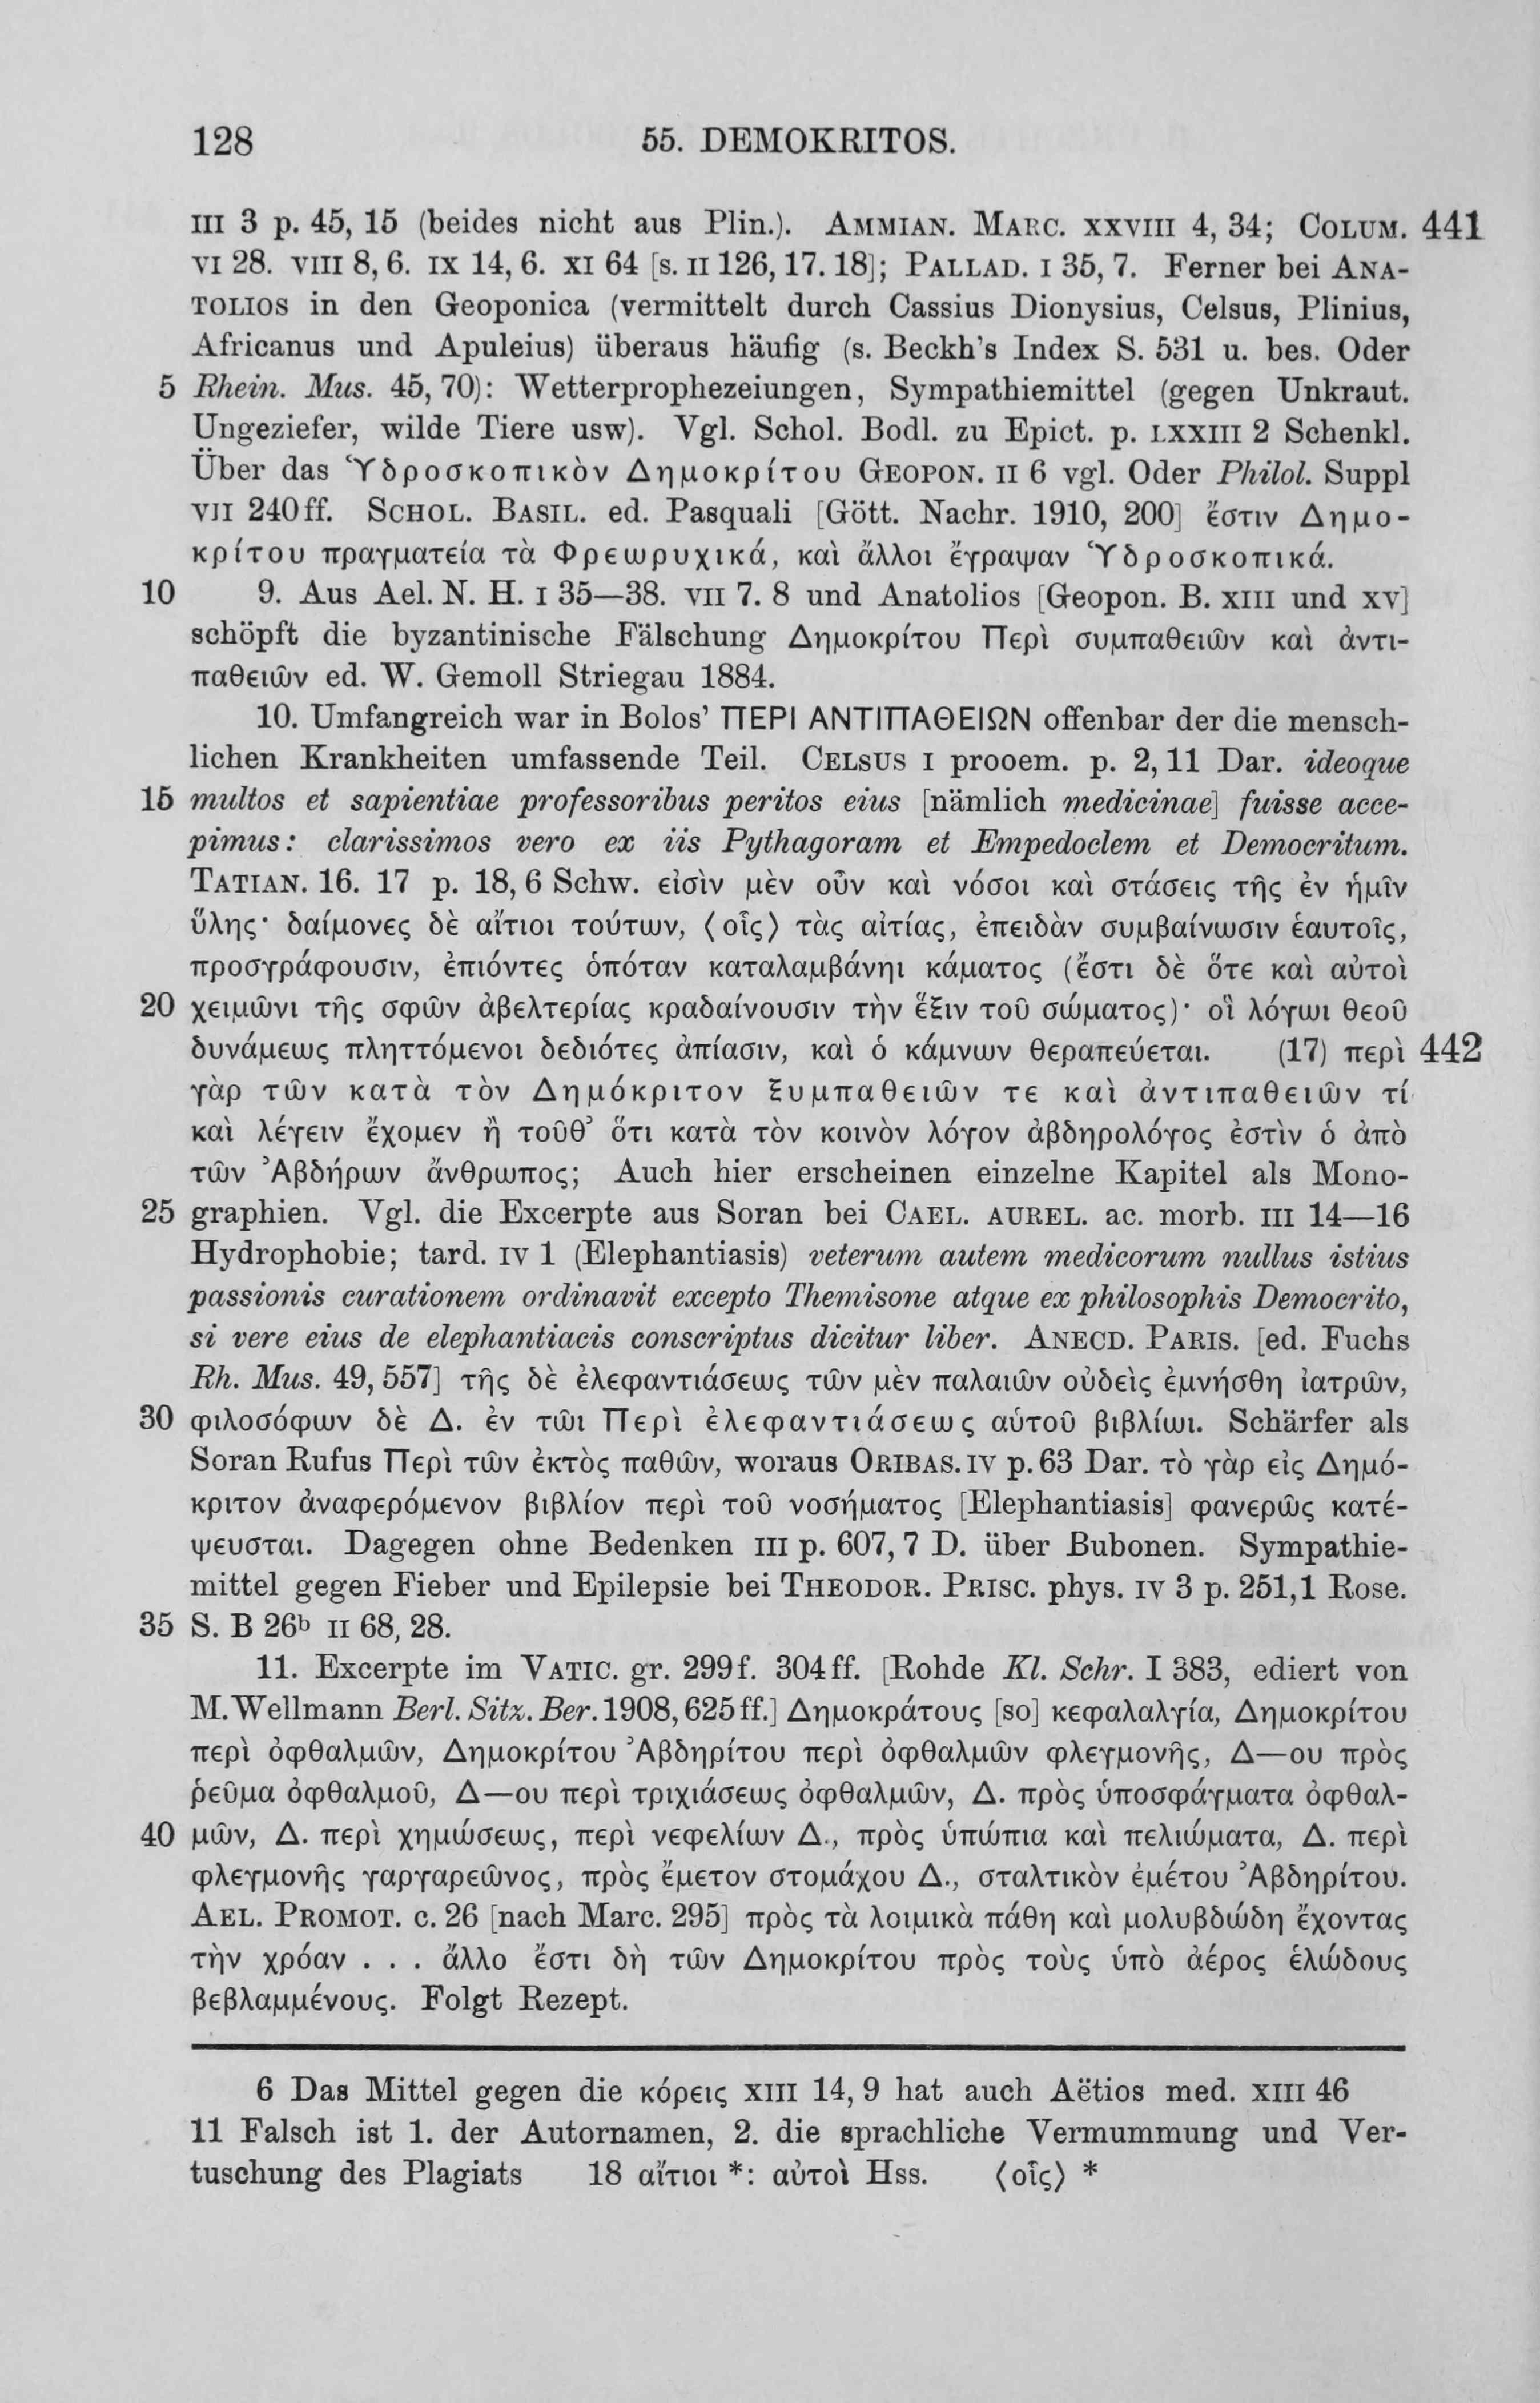 128 55. DEMOKRITOS.
III 3 p. 45, 15 (beides nicht aus Plin.). AMMIAN. MARC. XXVIII 4, 34; COLUM. 441
VI 28. VIII 8, 6. IX 14, 6. XI 64 [s. II 126, 17. 18]; PALLAD. I 35, 7. Ferner bei ANA-
TOLIOS in den Geoponica (vermittelt durch Cassius Dionysius, Celsus, Plinius,
Africanus und Apuleius) überaus häufig (s. Beckh's Index S. 531 u. bes. Oder
5 Rhein. Mus. 45, 70): Wetterprophezeiungen, Sympathiemittel (gegen Unkraut.
Ungeziefer, wilde Tiere usw). Vgl. Schol. Bodl. zu Epict. p. LXXIII 2 Schenkl.
Über das Ὑδροσκοπικὸν Δημοκρίτου GEOPON. II 6 vgl. Oder Philol. Suppl
VII 240ff. SCHOL. BASIL. ed. Pasquali [Gött. Nachr. 1910, 200] ἔστιν Δημο-
κρίτου πραγματεία τὰ Φρεωρυχικά, καὶ ἄλλοι ἔγραψαν Ὑδροσκοπικά.
10 9. Aus Ael. N. H. I 35—38. VII 7. 8 und Anatolios [Geopon. B. XIII und XV]
schöpft die byzantinische Fälschung Δημοκρίτου Περὶ συμπαθειῶν καὶ ἀντι-
παθειῶν ed. W. Gemoll Striegau 1884.
10. Umfangreich war in Bolos' ΠΕΡΙ ΑΝΤΙΠΑΘΕΙΩΝ offenbar der die mensch-
lichen Krankheiten umfassende Teil. CELSUS I prooem. p. 2, 11 Dar. ideoque
15 multos et sapientiae professoribus peritos eius [nämlich medicinae] fuisse acce-
pimus: clarissimos vero ex iis Pythagoram et Empedoclem et Democritum.
TATIAN. 16. 17 p. 18, 6 Schw. εἰσὶν μὲν οὖν καὶ νόσοι καὶ στάσεις τῆς ἐν ἡμῖν
ὕλης· δαίμονες δὲ αἴτιοι τούτων, ⟨οἷς⟩ τὰς αἰτίας, ἐπειδὰν συμβαίνωσιν ἑαυτοῖς,
προσγράφουσιν, ἐπιόντες ὁπόταν καταλαμβάνηι κάματος (ἔστι δὲ ὅτε καὶ αὐτοὶ
20 χειμῶνι τῆς σφῶν ἀβελτερίας κραδαίνουσιν τὴν ἕξιν τοῦ σώματος)· οἳ λόγωι θεοῦ
δυνάμεως πληττόμενοι δεδιότες ἀπίασιν, καὶ ὁ κάμνων θεραπεύεται. (17) περὶ 442
γὰρ τῶν κατὰ τὸν Δημόκριτον ξυμπαθειῶν τε καὶ ἀντιπαθειῶν τί
καὶ λέγειν ἔχομεν ἢ τοῦθ' ὅτι κατὰ τὸν κοινὸν λόγον ἀβδηρολόγος ἐστὶν ὁ ἀπὸ
τῶν Ἀβδήρων ἄνθρωπος; Auch hier erscheinen einzelne Kapitel als Mono-
25 graphien. Vgl. die Excerpte aus Soran bei CAEL. AUREL. ac. morb. III 14—16
Hydrophobie; tard. IV 1 (Elephantiasis) veterum autem medicorum nullus istius
passionis curationem ordinavit excepto Themisone atque ex philosophis Democrito,
si vere eius de elephantiacis conscriptus dicitur liber. ANECD. PARIS. [ed. Fuchs
Rh. Mus. 49, 557] τῆς δὲ ἐλεφαντιάσεως τῶν μὲν παλαιῶν οὐδεὶς ἐμνήσθη ἰατρῶν,
30 φιλοσόφων δὲ Δ. ἐν τῶι Περὶ ἐλεφαντιάσεως αὑτοῦ βιβλίωι. Schärfer als
Soran Rufus Περὶ τῶν ἐκτὸς παθῶν, woraus ORIBAS. IV p. 63 Dar. τὸ γὰρ εἰς Δημό-
κριτον ἀναφερόμενον βιβλίον περὶ τοῦ νοσήματος [Elephantiasis] φανερῶς κατέ-
ψευσται. Dagegen ohne Bedenken III p. 607, 7 D. über Bubonen. Sympathie-
mittel gegen Fieber und Epilepsie bei THEODOR. PRISC. phys. IV 3 p. 251,1 Rose.
35 S. B 26b II 68, 28.
11. Excerpte im VATIC. gr. 299f. 304ff. [Rohde Kl. Schr. I 383, ediert von
M. Wellmann Berl. Sitz. Ber. 1908, 625ff.] Δημοκράτους [so] κεφαλαλγία, Δημοκρίτου
περὶ ὀφθαλμῶν, Δημοκρίτου Ἀβδηρίτου περὶ ὀφθαλμῶν φλεγμονῆς, Δ—ου πρὸς
ῥεῦμα ὀφθαλμοῦ, Δ—ου περὶ τριχιάσεως ὀφθαλμῶν, Δ. πρὸς ὑποσφάγματα ὀφθαλ-
40 μῶν, Δ. περὶ χημώσεως, περὶ νεφελίων Δ., πρὸς ὑπώπια καὶ πελιώματα, Δ. περὶ
φλεγμονῆς γαργαρεῶνος, πρὸς ἔμετον στομάχου Δ., σταλτικὸν ἐμέτου Ἀβδηρίτου.
AEL. PROMOT. c. 26 [nach Marc. 295] πρὸς τὰ λοιμικὰ πάθη καὶ μολυβδώδη ἔχοντας
τὴν χρόαν . . . ἄλλο ἔστι δὴ τῶν Δημοκρίτου πρὸς τοὺς ὑπὸ ἀέρος ἑλώδους
βεβλαμμένους. Folgt Rezept.
6 Das Mittel gegen die κόρεις XIII 14, 9 hat auch Aëtios med. XIII 46
11 Falsch ist 1. der Autornamen, 2. die sprachliche Vermummung und Ver-
tuschung des Plagiats 18 αἴτιοι *: αὐτοὶ Hss. ⟨οἷς⟩ *